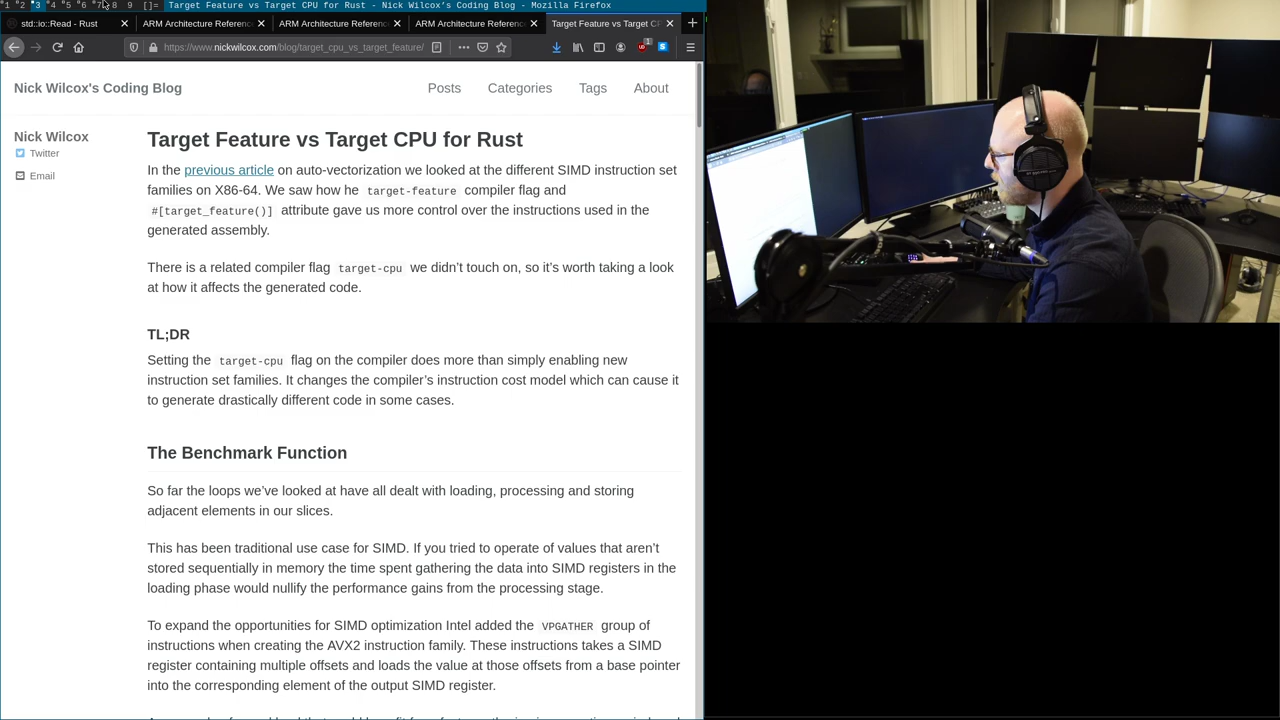 1 2 3 4 5 6 7 8 9 []= Target Feature vs Target CPU for Rust - Nick Wilcox's Coding Blog - Mozilla Firefox
std::io::Read - Rust
ARM Architecture Referenc
ARM Architecture Referenc
ARM Architecture Referenc
Target Feature vs Target CP
https://www.nickwilcox.com/blog/target_cpu_vs_target_feature/
1
Nick Wilcox's Coding Blog
Posts Categories Tags About
Nick Wilcox
Twitter
Email
Target Feature vs Target CPU for Rust
In the previous article on auto-vectorization we looked at the different SIMD instruction set
families on X86-64. We saw how he target-feature compiler flag and
#[target_feature()] attribute gave us more control over the instructions used in the
generated assembly.
There is a related compiler flag target-cpu we didn’t touch on, so it’s worth taking a look
at how it affects the generated code.
TL;DR
Setting the target-cpu flag on the compiler does more than simply enabling new
instruction set families. It changes the compiler’s instruction cost model which can cause it
to generate drastically different code in some cases.
The Benchmark Function
So far the loops we’ve looked at have all dealt with loading, processing and storing
adjacent elements in our slices.
This has been traditional use case for SIMD. If you tried to operate of values that aren’t
stored sequentially in memory the time spent gathering the data into SIMD registers in the
loading phase would nullify the performance gains from the processing stage.
To expand the opportunities for SIMD optimization Intel added the VPGATHER group of
instructions when creating the AVX2 instruction family. These instructions takes a SIMD
register containing multiple offsets and loads the value at those offsets from a base pointer
into the corresponding element of the output SIMD register.